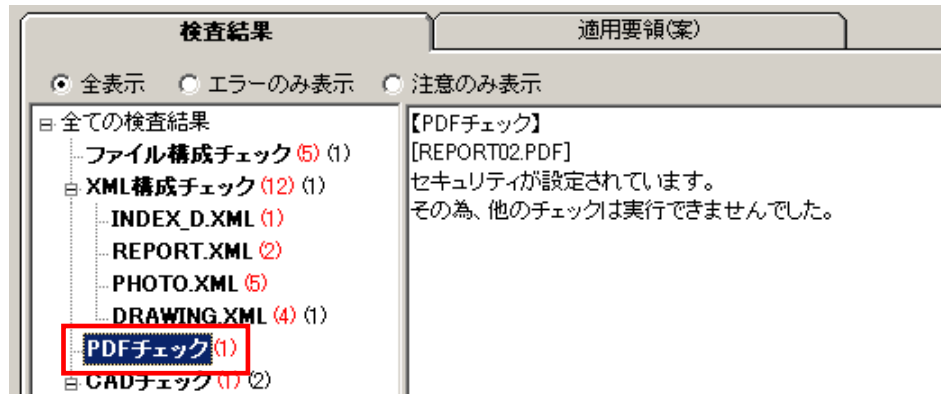 検査結果
適用要領(案)
全表示 エラーのみ表示 注意のみ表示
全ての検査結果
ファイル構成チェック (5) (1)
XML構成チェック (12) (1)
INDEX_D.XML (1)
REPORT.XML (2)
PHOTO.XML (5)
DRAWING.XML (4) (1)
PDFチェック (1)
CADチェック (1) (2)
【PDFチェック】
[REPORT02.PDF]
セキュリティが設定されています。
その為、他のチェックは実行できませんでした。